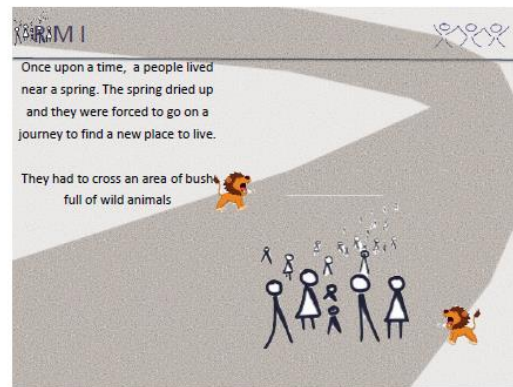 RMI
Once upon a time, a people lived
near a spring. The spring dried up
and they were forced to go on a
journey to find a new place to live.
They had to cross an area of bush
full of wild animals